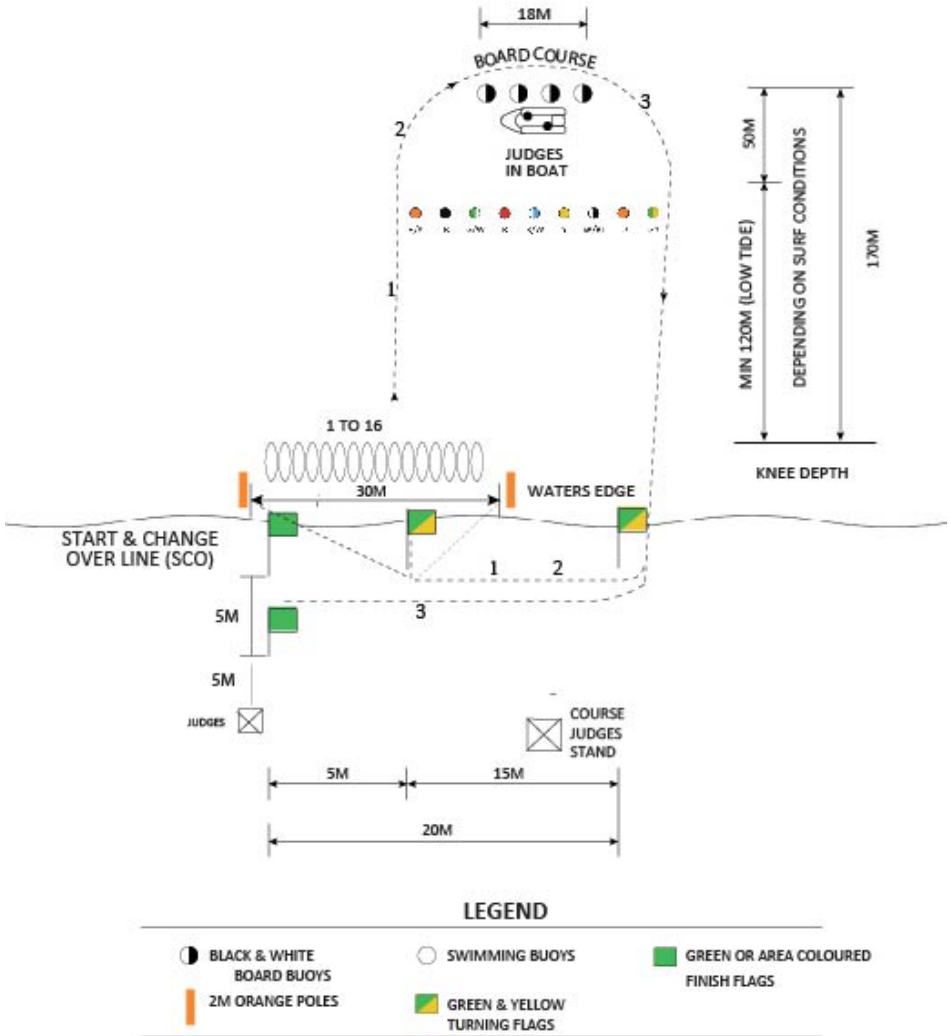 18M
BOARD COURSE
2
3
JUDGES
IN BOAT
1
50M
MIN 120M (LOW TIDE)
DEPENDING ON SURF CONDITIONS
170M
1 TO 16
KNEE DEPTH
30M
WATERS EDGE
START & CHANGE
OVER LINE (SCO)
1 2
3
5M
5M
JUDGES
COURSE
JUDGES
STAND
5M 15M
20M
LEGEND
BLACK & WHITE
BOARD BUOYS
SWIMMING BUOYS
GREEN OR AREA COLOURED
FINISH FLAGS
2M ORANGE POLES
GREEN & YELLOW
TURNING FLAGS